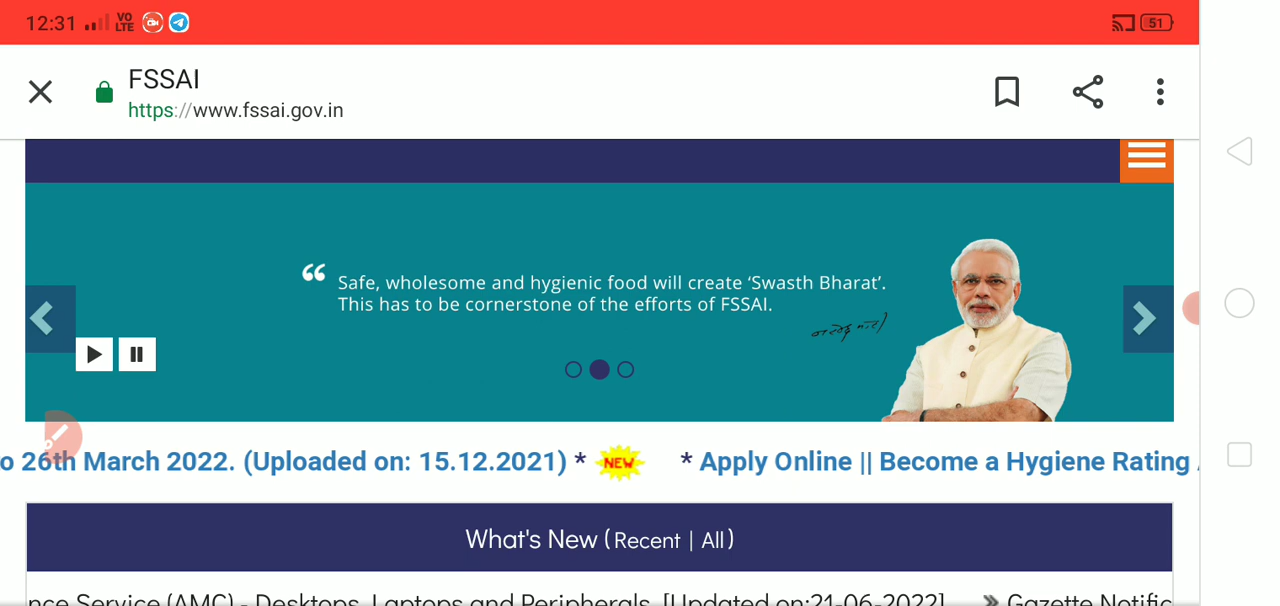 12:31 VO LTE 51
FSSAI
https://www.fssai.gov.in
“ Safe, wholesome and hygienic food will create ‘Swasth Bharat’.
This has to be cornerstone of the efforts of FSSAI.
नरेन्द्र मोदी
o 26th March 2022. (Uploaded on: 15.12.2021) * NEW * Apply Online || Become a Hygiene Rating
What's New (Recent | All)
nce Service (AMC) - Desktops, Laptops and Peripherals. [Updated on:21-06-2022] » Gazette Notific